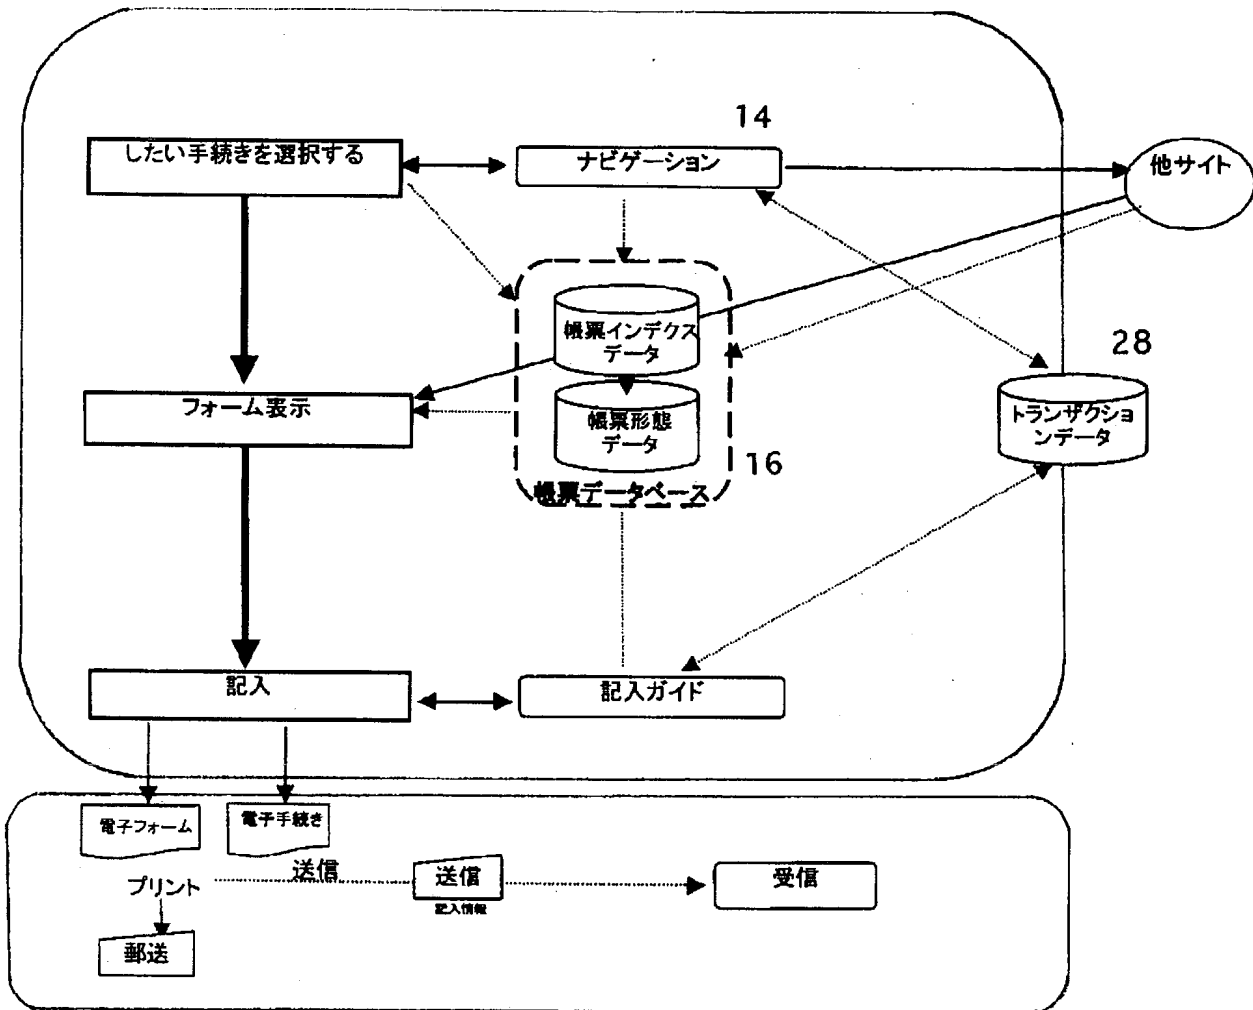 14
したい手続きを選択する
ナビゲーション
他サイト
帳票インデクス
データ
28
フォーム表示
帳票形態
データ
トランザクショ
ンデータ
16
帳票データベース
記入
記入ガイド
電子フォーム
電子手続き
送信
プリント
送信
受信
記入情報
郵送